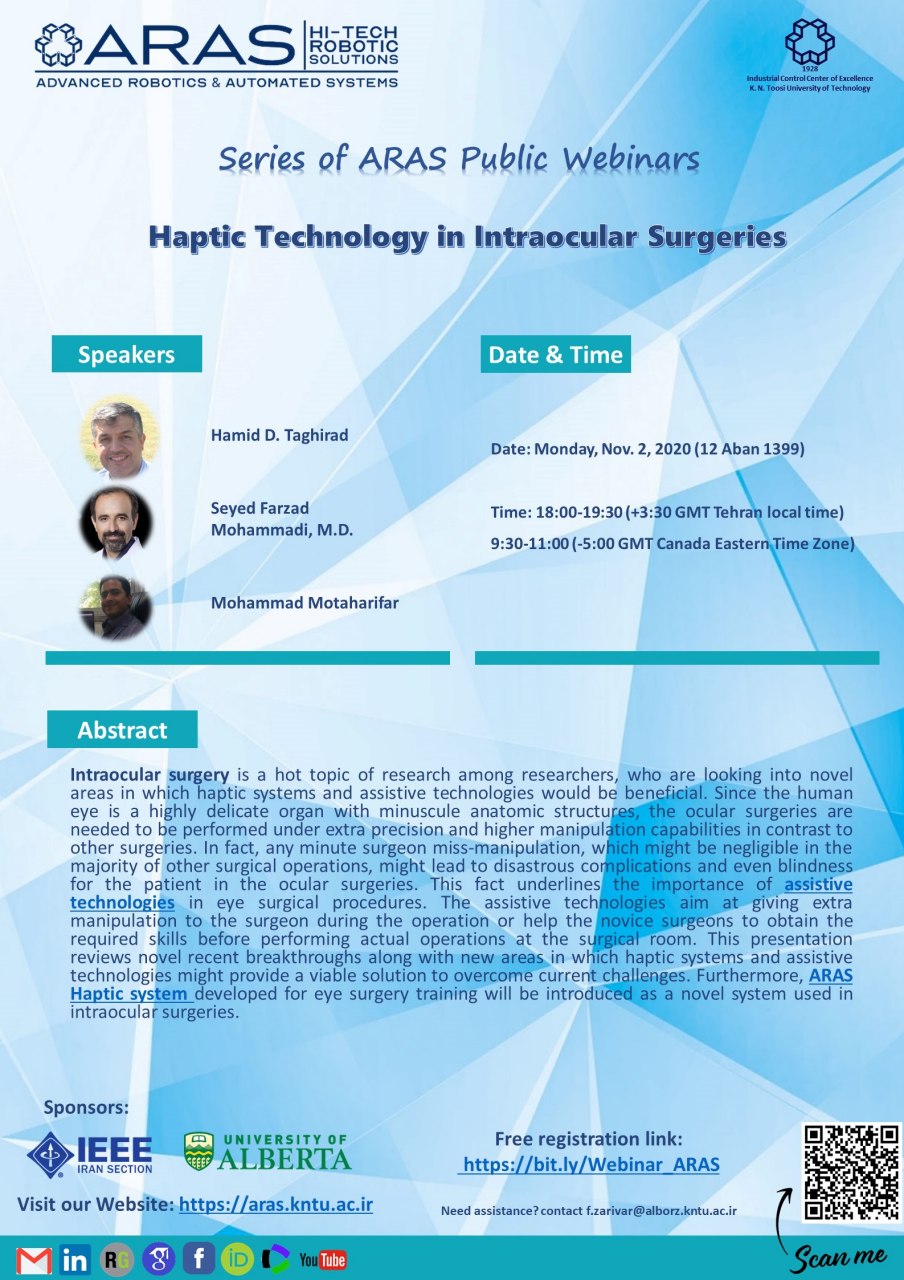 ARAS
HI-TECH
ROBOTIC
SOLUTIONS
ADVANCED ROBOTICS & AUTOMATED SYSTEMS
1928
Industrial Control Center of Excellence
K. N. Toosi University of Technology
Series of ARAS Public Webinars
Haptic Technology in Intraocular Surgeries
Speakers
Hamid D. Taghirad
Seyed Farzad
Mohammadi, M.D.
Mohammad Motaharifar
Date & Time
Date: Monday, Nov. 2, 2020 (12 Aban 1399)
Time: 18:00-19:30 (+3:30 GMT Tehran local time)
9:30-11:00 (-5:00 GMT Canada Eastern Time Zone)
Abstract
Intraocular surgery is a hot topic of research among researchers, who are looking into novel
areas in which haptic systems and assistive technologies would be beneficial. Since the human
eye is a highly delicate organ with minuscule anatomic structures, the ocular surgeries are
needed to be performed under extra precision and higher manipulation capabilities in contrast to
other surgeries. In fact, any minute surgeon miss-manipulation, which might be negligible in the
majority of other surgical operations, might lead to disastrous complications and even blindness
for the patient in the ocular surgeries. This fact underlines the importance of assistive
technologies in eye surgical procedures. The assistive technologies aim at giving extra
manipulation to the surgeon during the operation or help the novice surgeons to obtain the
required skills before performing actual operations at the surgical room. This presentation
reviews novel recent breakthroughs along with new areas in which haptic systems and assistive
technologies might provide a viable solution to overcome current challenges. Furthermore, ARAS
Haptic system developed for eye surgery training will be introduced as a novel system used in
intraocular surgeries.
Sponsors:
IEEE
IRAN SECTION
UNIVERSITY OF
ALBERTA
Visit our Website: https://aras.kntu.ac.ir
Free registration link:
https://bit.ly/Webinar_ARAS
Need assistance? contact f.zarivar@alborz.kntu.ac.ir
Scan me
in
RG
g
f
iD
YouTube